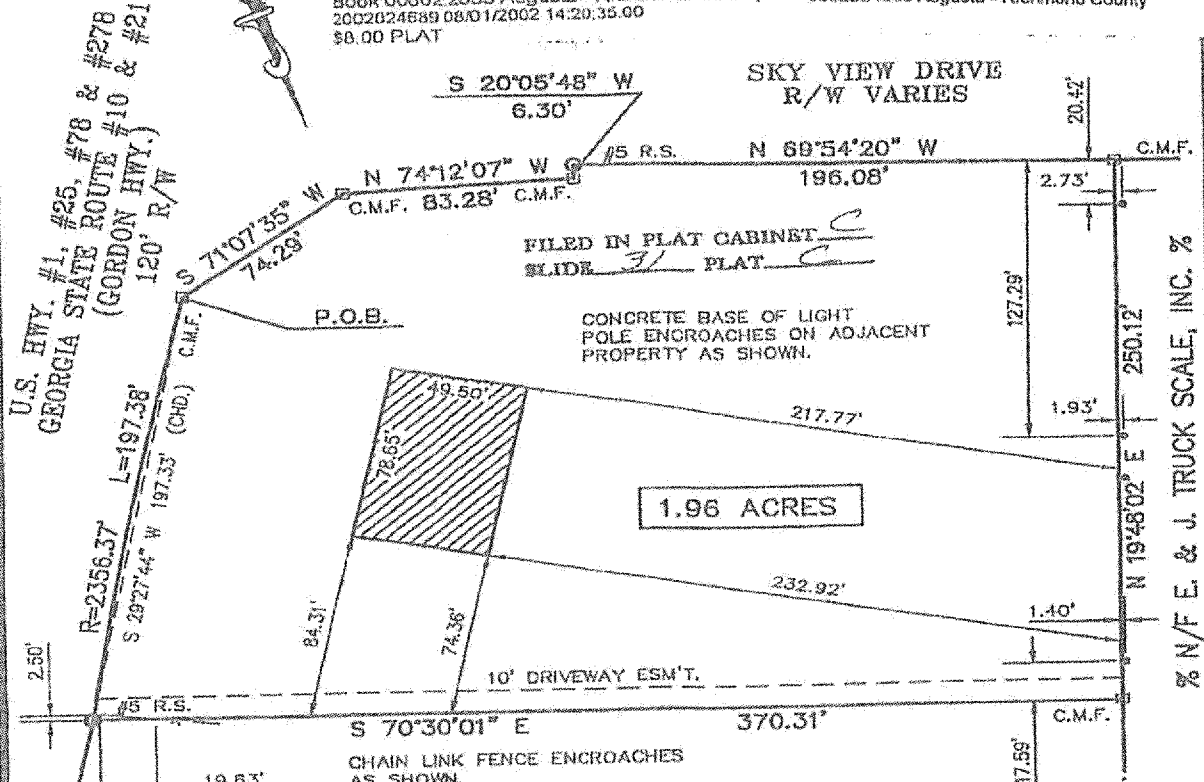 2002024689 08/01/2002 14:20:35.00
$8.00 PLAT
U.S. HWY. #1, #25, #78 & #278
GEORGIA STATE ROUTE #10 & #21
(GORDON HWY.)
120' R/W
S 20°05'48" W
6.30'
SKY VIEW DRIVE
R/W VARIES
20.42'
#5 R.S.
N 69°54'20" W
196.08'
C.M.F.
N 74°12'07" W
C.M.F. 83.28' C.M.F.
2.73'
S 71°07'35" W
74.29'
FILED IN PLAT CABINET C
SLIDE 31 PLAT C
P.O.B.
C.M.F.
CONCRETE BASE OF LIGHT
POLE ENCROACHES ON ADJACENT
PROPERTY AS SHOWN.
127.29'
250.12'
L=197.38'
(CHD.)
49.50'
217.77'
1.93'
78.65'
1.96 ACRES
R=2356.37'
S 29°27'44" W 197.33'
N 19°48'02" E
% N/F E. & J. TRUCK SCALE, INC. %
232.92'
84.31'
74.36'
1.40'
2.50'
10' DRIVEWAY ESM'T.
#5 R.S.
S 70°30'01" E
370.31'
C.M.F.
CHAIN LINK FENCE ENCROACHES
AS SHOWN.
19.63'
17.59'